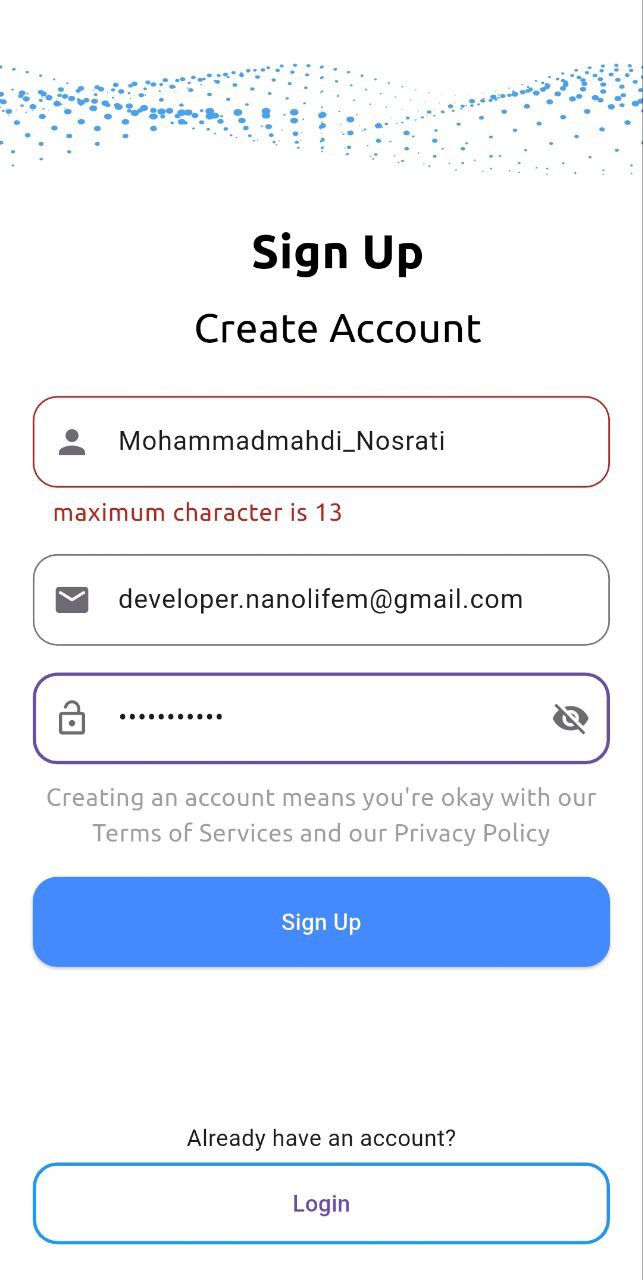 Sign Up
Create Account
Mohammadmahdi_Nosrati
maximum character is 13
developer.nanolifem@gmail.com
•••••••••••
Creating an account means you're okay with our
Terms of Services and our Privacy Policy
Sign Up
Already have an account?
Login